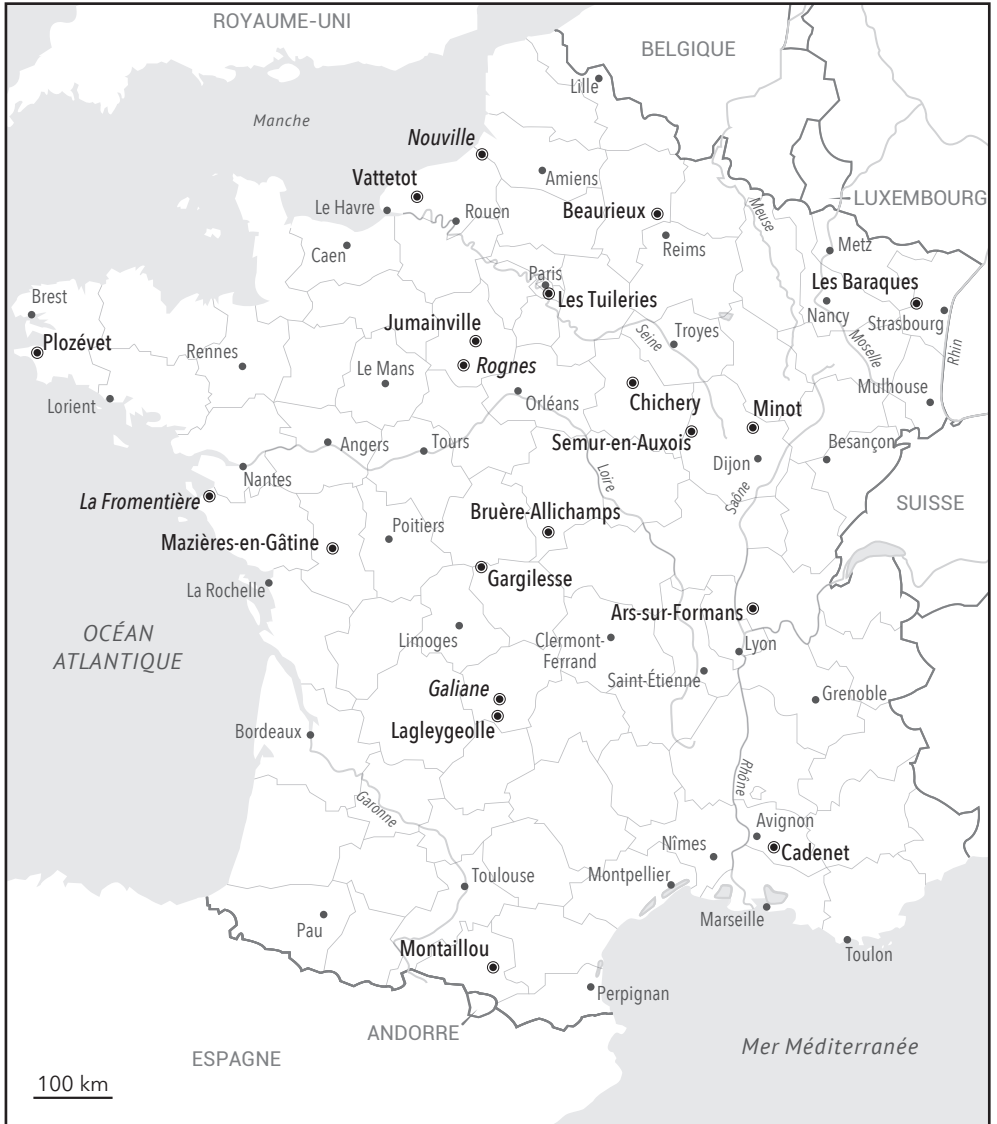 ROYAUME-UNI
BELGIQUE
Lille
Manche
Nouville
Amiens
Vattetot
LUXEMBOURG
Le Havre
Rouen
Beaurieux
Meuse
Reims
Metz
Caen
Paris
Les Tuileries
Les Baraques
Brest
Nancy
Strasbourg
Jumainville
Seine
Troyes
Plozévet
Rennes
Moselle
Rhin
Rognes
Le Mans
Mulhouse
Orléans
Lorient
Chichery
Minot
Angers
Tours
Semur-en-Auxois
Besançon
Dijon
Nantes
Loire
Saône
La Fromentière
SUISSE
Bruère-Allichamps
Poitiers
Mazières-en-Gâtine
Gargilesse
La Rochelle
Ars-sur-Formans
OCÉAN
ATLANTIQUE
Limoges
Clermont-
Ferrand
Lyon
Saint-Étienne
Galiane
Grenoble
Lagleygeolle
Bordeaux
Rhône
Garonne
Avignon
Nîmes
Cadenet
Toulouse
Montpellier
Marseille
Pau
Montaillou
Toulon
Perpignan
ANDORRE
Mer Méditerranée
ESPAGNE
100 km